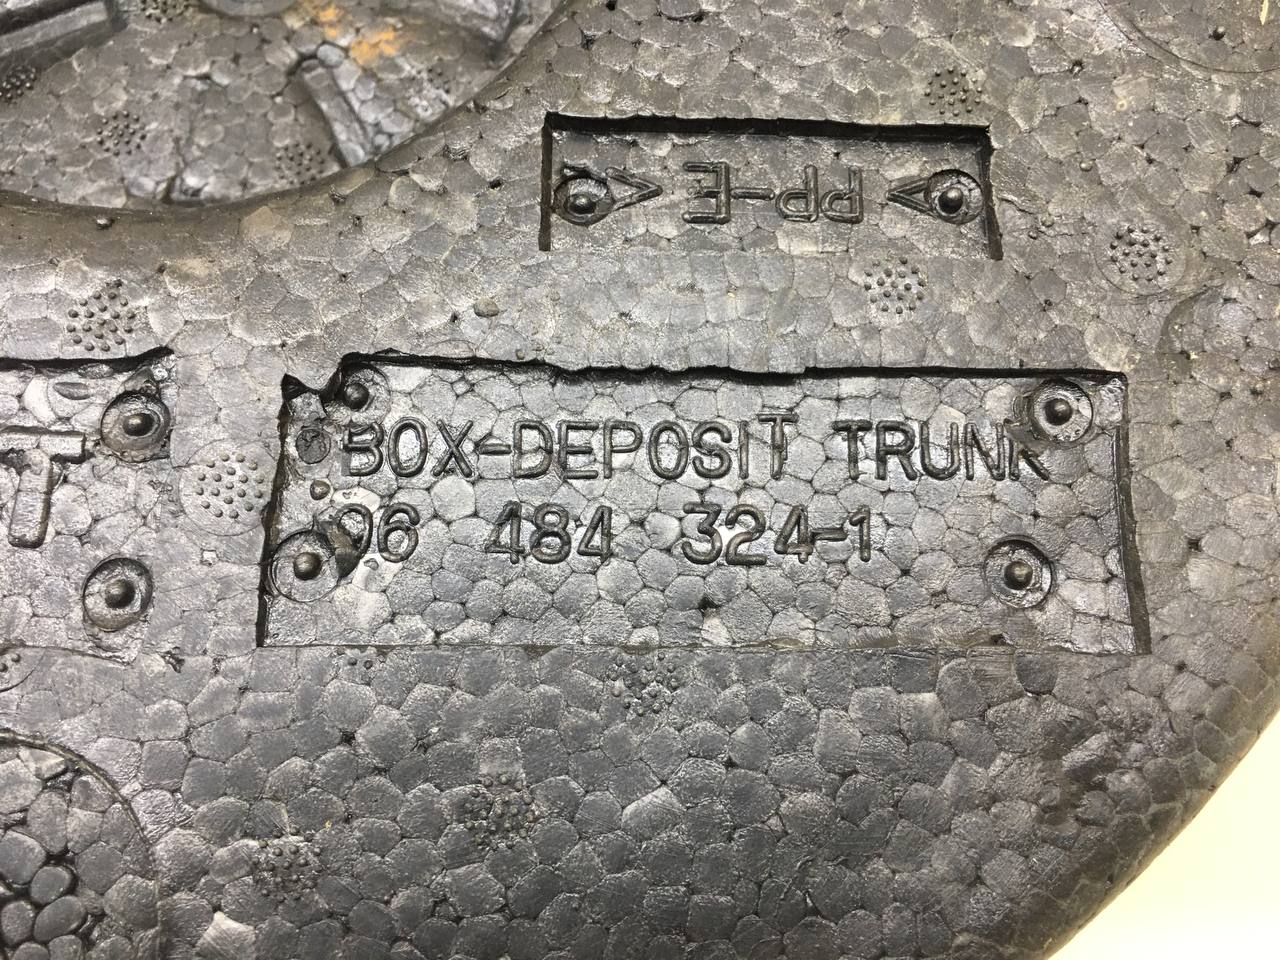 >PP-E<
T
BOX-DEPOSIT TRUNK
96 484 324-1